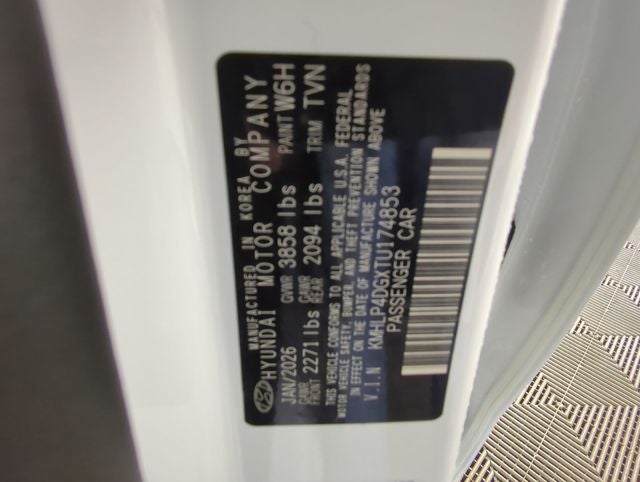 MANUFACTURED IN KOREA BY
HYUNDAI MOTOR COMPANY
JAN/2026 GVWR 3858 lbs PAINT W6H
GAWR FRONT 2271 lbs GAWR REAR 2094 lbs TRIM TVN
THIS VEHICLE CONFORMS TO ALL APPLICABLE U.S.A. FEDERAL
MOTOR VEHICLE SAFETY, BUMPER, AND THEFT PREVENTION STANDARDS
IN EFFECT ON THE DATE OF MANUFACTURE SHOWN ABOVE
V.I.N KMHLP4DGXTU174853
PASSENGER CAR